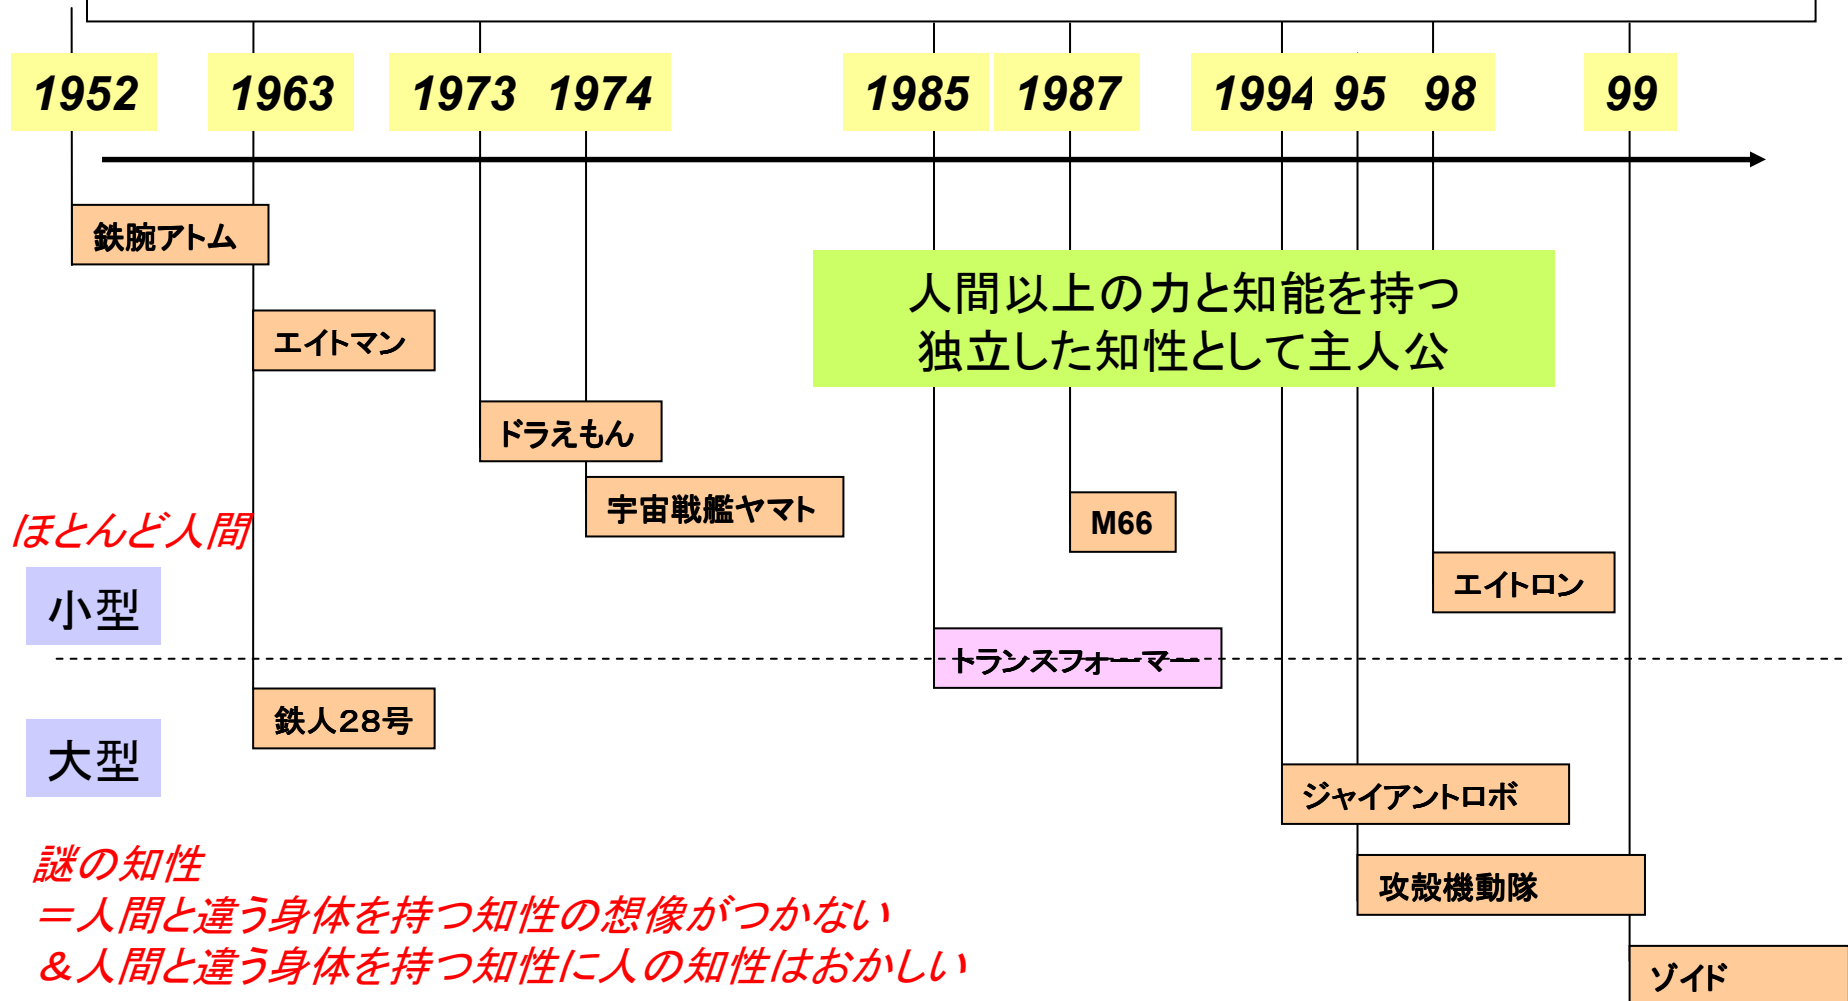 1952
1963
1973
1974
1985
1987
1994
95
98
99
鉄腕アトム
人間以上の力と知能を持つ
独立した知性として主人公
エイトマン
ドラえもん
宇宙戦艦ヤマト
M66
ほとんど人間
エイトロン
小型
トランスフォーマー
鉄人28号
大型
ジャイアントロボ
謎の知性
攻殻機動隊
＝人間と違う身体を持つ知性の想像がつかない
＆人間と違う身体を持つ知性に人の知性はおかしい
ゾイド